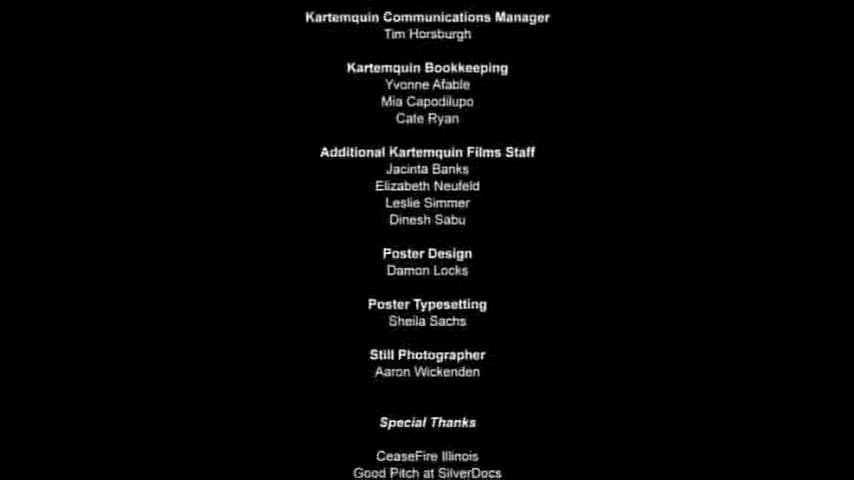 Kartemquin Communications Manager
Tim Horsburgh
Kartemquin Bookkeeping
Yvonne Afable
Mia Capodilupo
Cate Ryan
Additional Kartemquin Films Staff
Jacinta Banks
Elizabeth Neufeld
Leslie Simmer
Dinesh Sabu
Poster Design
Damon Locks
Poster Typesetting
Sheila Sachs
Still Photographer
Aaron Wickenden
Special Thanks
CeaseFire Illinois
Good Pitch at SilverDocs